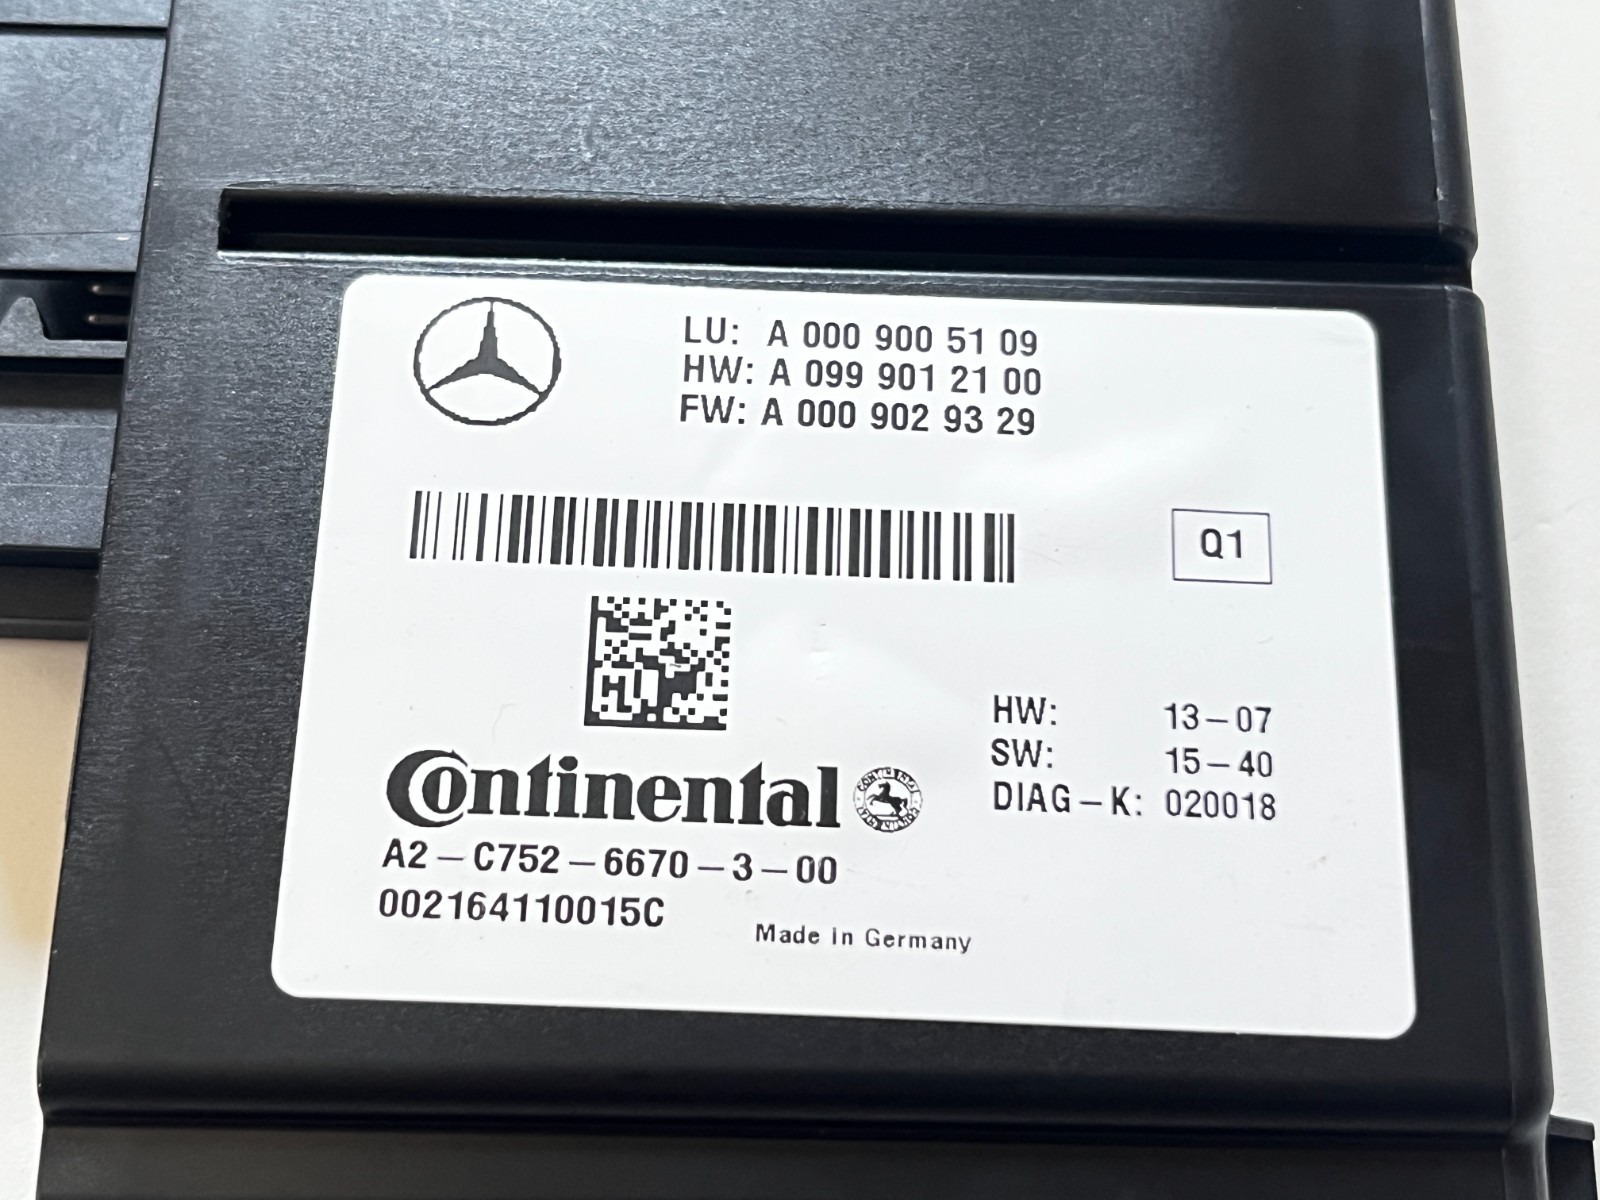 LU: A 000 900 51 09
HW: A 099 901 21 00
FW: A 000 902 93 29
Q1
HW: 13-07
SW: 15-40
DIAG-K: 020018
Continental
A2-C752-6670-3-00
002164110015C
Made in Germany